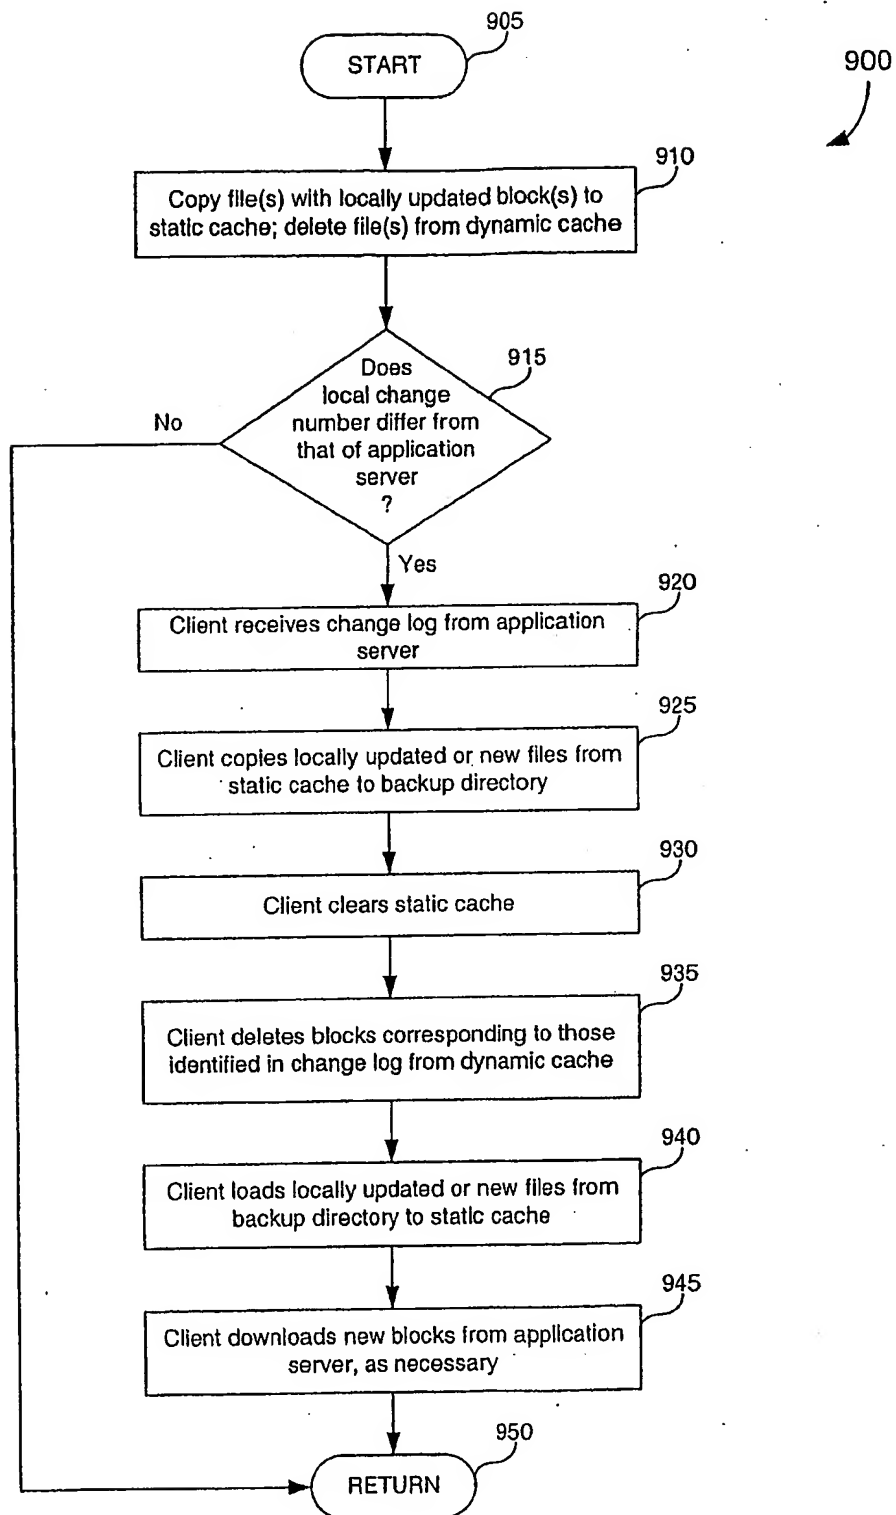 905
START
900
910
Copy file(s) with locally updated block(s) to
static cache; delete file(s) from dynamic cache
915
Does
local change
number differ from
that of application
server
?
No
Yes
920
Client receives change log from application
server
925
Client copies locally updated or new files from
static cache to backup directory
930
Client clears static cache
935
Client deletes blocks corresponding to those
identified in change log from dynamic cache
940
Client loads locally updated or new files from
backup directory to static cache
945
Client downloads new blocks from application
server, as necessary
950
RETURN